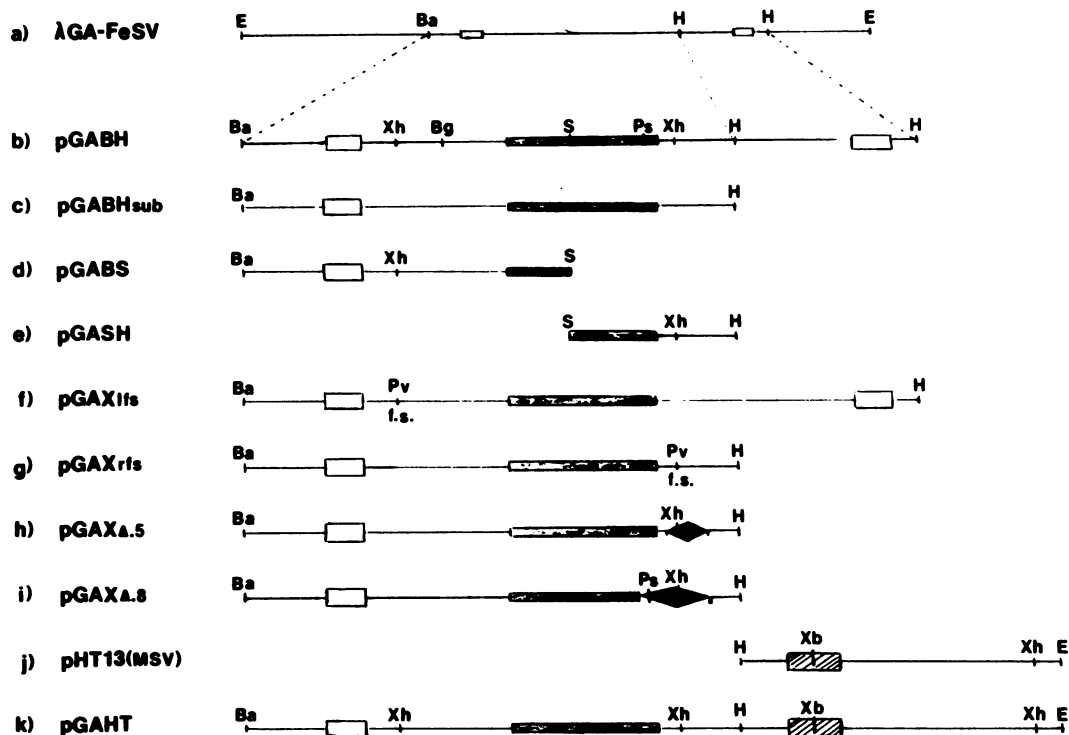 E Ba H H E
a) λGA-FeSV
Ba Xh Bg S Ps Xh H H
b) pGABH
Ba H
c) pGABHsub
Ba Xh S
d) pGABS
S Xh H
e) pGASH
Ba Pv H
f) pGAXlfs
f.s.
Ba Pv H
g) pGAXrfs
f.s.
Ba Xh H
h) pGAXΔ.5
Ba Ps Xh H
i) pGAXΔ.8
H Xb Xh E
j) pHT13(MSV)
Ba Xh Xh H Xb Xh E
k) pGAHT